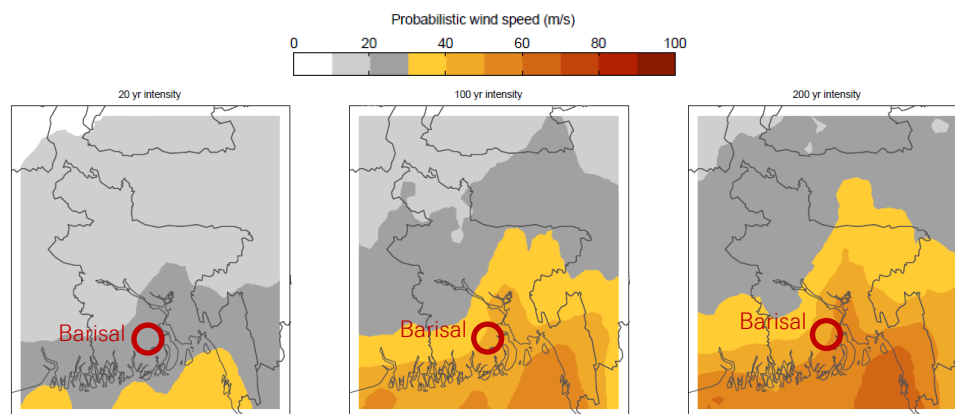 Probabilistic wind speed (m/s)
0 20 40 60 80 100
20 yr intensity
100 yr intensity
200 yr intensity
Barisal
Barisal
Barisal